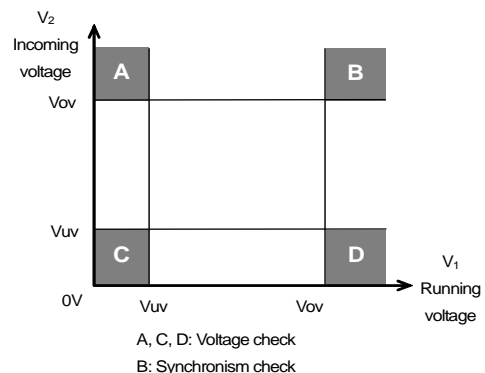 V₂
Incoming
voltage
A
B
Vov
Vuv
C
D
V₁
Running
voltage
0V
Vuv
Vov
A, C, D: Voltage check
B: Synchronism check